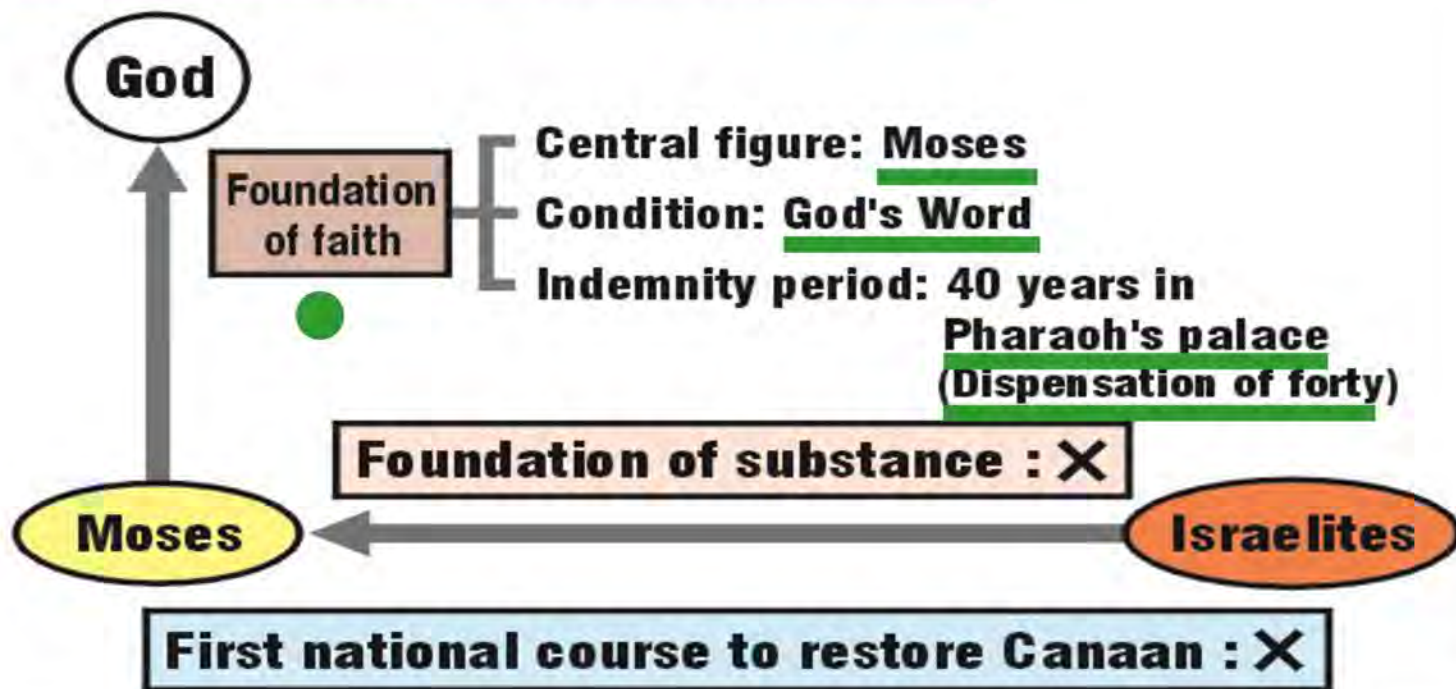 God
Foundation
of faith
Central figure: Moses
Condition: God's Word
Indemnity period: 40 years in
Pharaoh's palace
(Dispensation of forty)
Foundation of substance : ✕
Moses
Israelites
First national course to restore Canaan : ✕